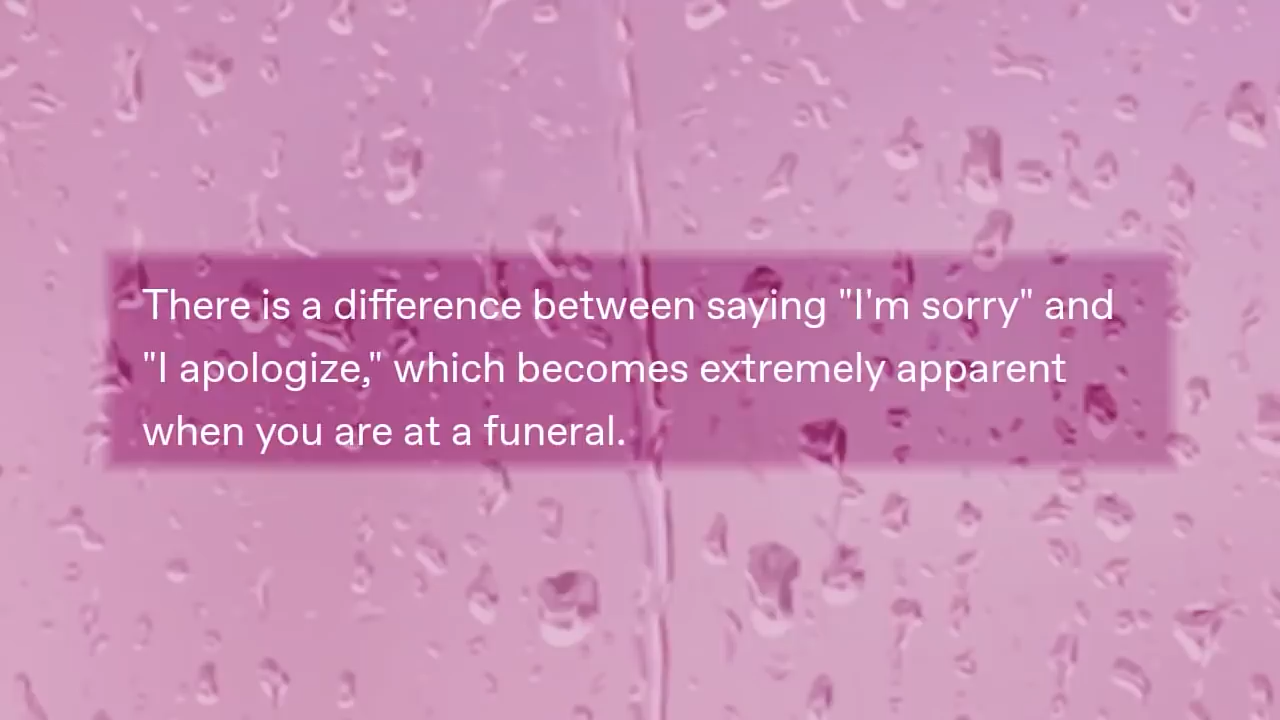 There is a difference between saying "I'm sorry" and
"I apologize," which becomes extremely apparent
when you are at a funeral.